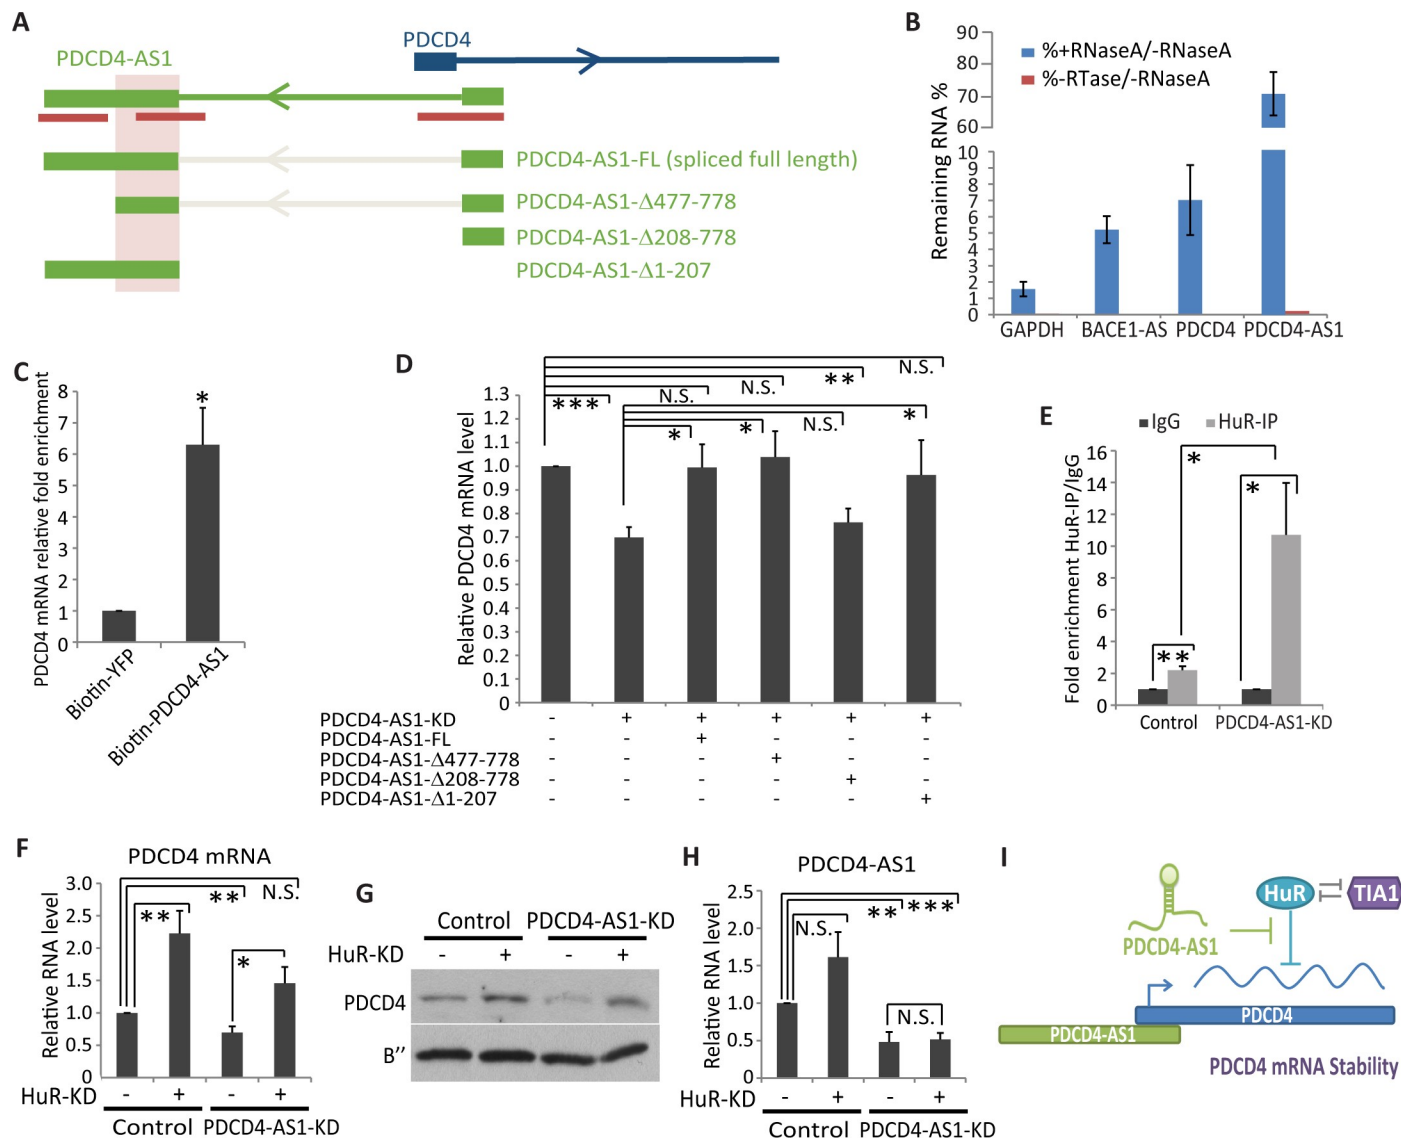 A
PDCD4-AS1
PDCD4
PDCD4-AS1-FL (spliced full length)
PDCD4-AS1-Δ477-778
PDCD4-AS1-Δ208-778
PDCD4-AS1-Δ1-207
B
Remaining RNA %
90
80
70
60
10
9
8
7
6
5
4
3
2
1
0
%+RNaseA/-RNaseA
%-RTase/-RNaseA
GAPDH BACE1-AS PDCD4 PDCD4-AS1
C
PDCD4 mRNA relative fold enrichment
8
7
6
5
4
3
2
1
0
*
Biotin-YFP
Biotin-PDCD4-AS1
D
Relative PDCD4 mRNA level
1.3
1.2
1.1
1.0
0.9
0.8
0.7
0.6
0.5
0.4
0.3
0.2
0.1
0
N.S.
**
N.S.
N.S.
***
*
N.S.
*
*
PDCD4-AS1-KD - + + + + +
PDCD4-AS1-FL - - + - - -
PDCD4-AS1-Δ477-778 - - - + - -
PDCD4-AS1-Δ208-778 - - - - + -
PDCD4-AS1-Δ1-207 - - - - - +
E
IgG HuR-IP
Fold enrichment HuR-IP/IgG
16
14
12
10
8
6
4
2
0
*
*
**
Control PDCD4-AS1-KD
F
PDCD4 mRNA
Relative RNA level
3.0
2.5
2.0
1.5
1.0
0.5
0
N.S.
**
**
*
HuR-KD - + - +
Control PDCD4-AS1-KD
G
Control PDCD4-AS1-KD
HuR-KD - + - +
PDCD4
B’’
H
PDCD4-AS1
Relative RNA level
2.5
2.0
1.5
1.0
0.5
0
***
**
N.S.
N.S.
HuR-KD - + - +
Control PDCD4-AS1-KD
I
HuR
TIA1
PDCD4-AS1
PDCD4
PDCD4-AS1
PDCD4 mRNA Stability